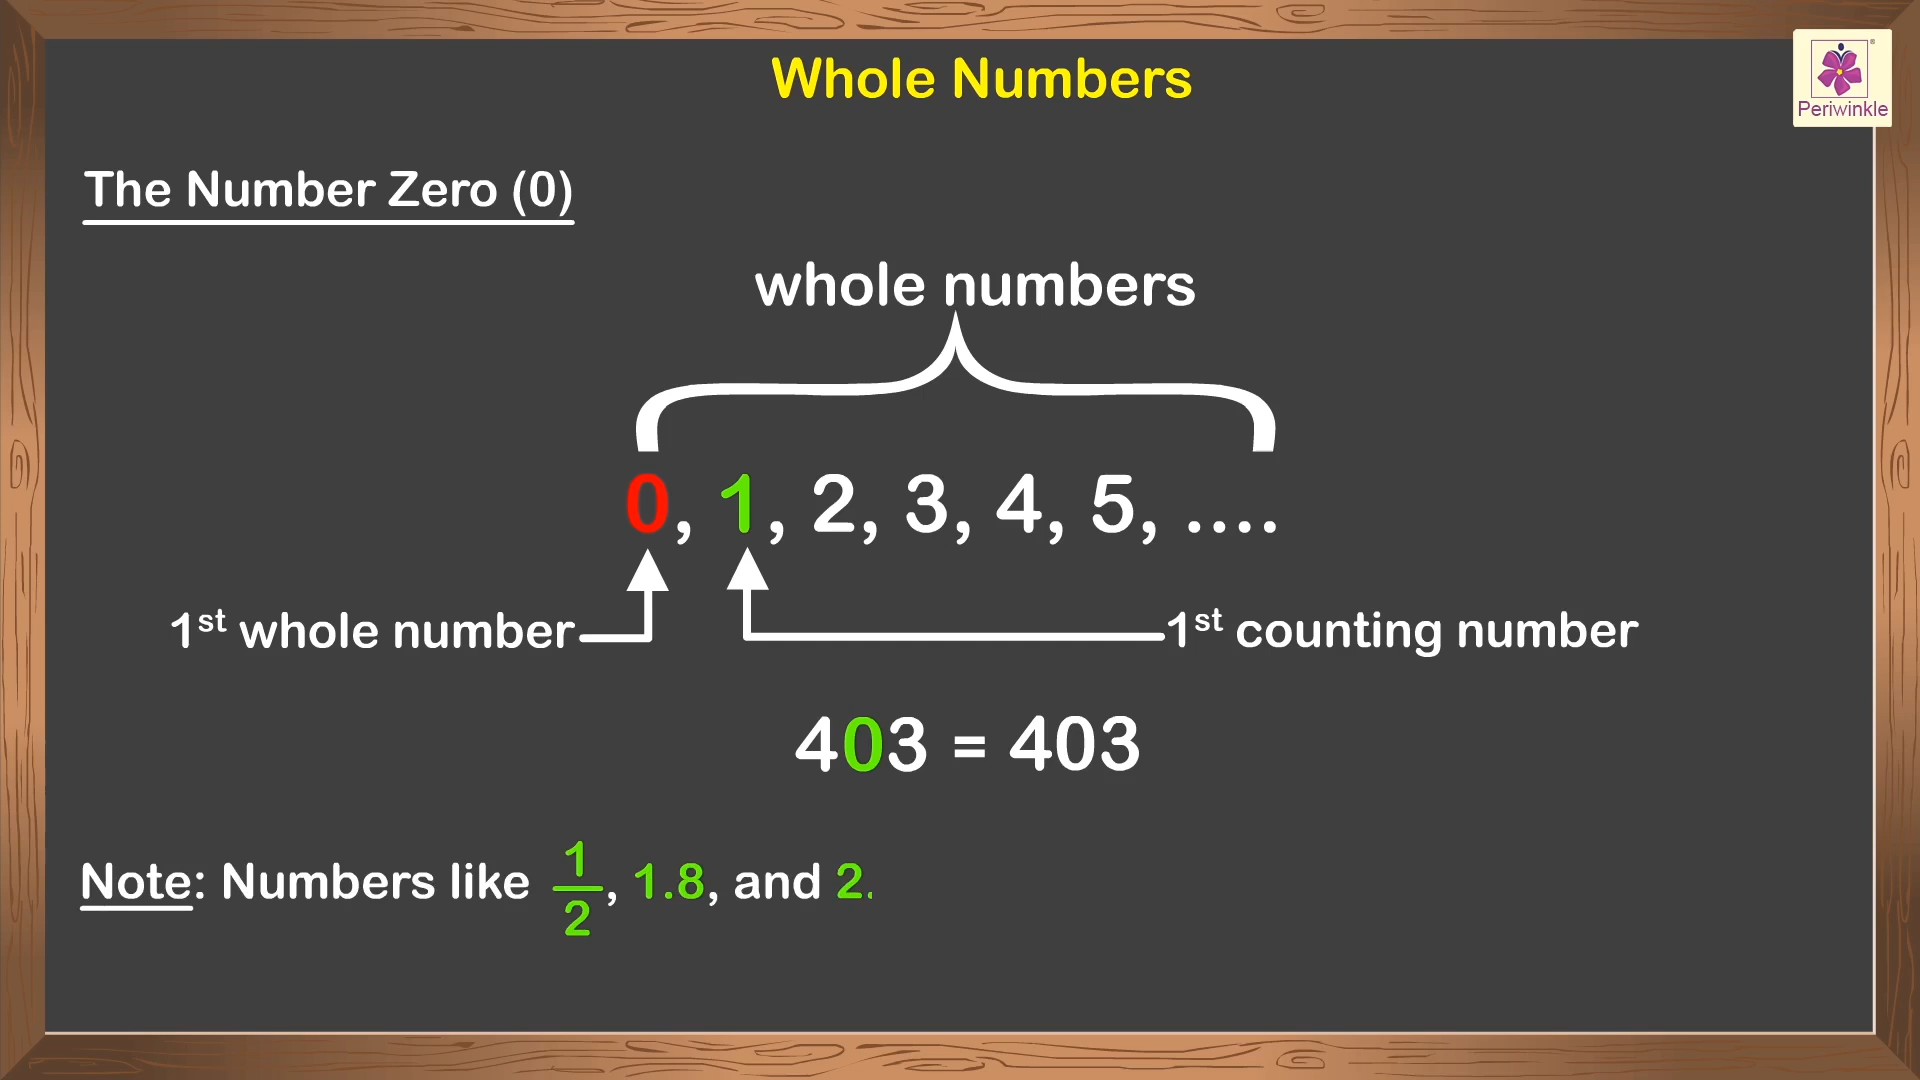 Whole Numbers
Periwinkle
The Number Zero (0)
whole numbers
0, 1, 2, 3, 4, 5, ....
1st whole number
1st counting number
403 = 403
Note: Numbers like 1/2, 1.8, and 2.